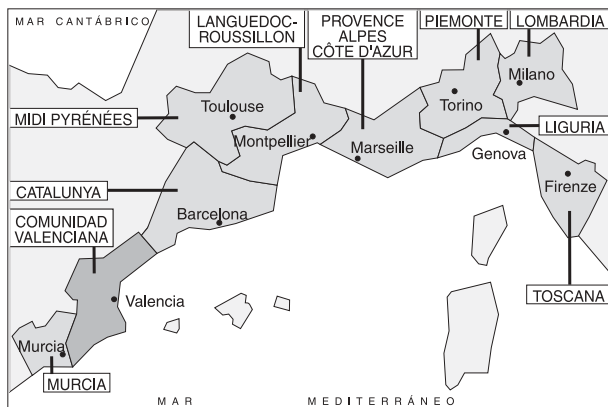 MAR CANTÁBRICO
LANGUEDOC-
ROUSSILLON
PROVENCE
ALPES
CÔTE D'AZUR
PIEMONTE
LOMBARDIA
Milano
Toulouse
Torino
MIDI PYRÉNÉES
Montpellier
Marseille
Genova
LIGURIA
Firenze
CATALUNYA
Barcelona
COMUNIDAD
VALENCIANA
TOSCANA
Valencia
Murcia
MURCIA
MAR MEDITERRÁNEO